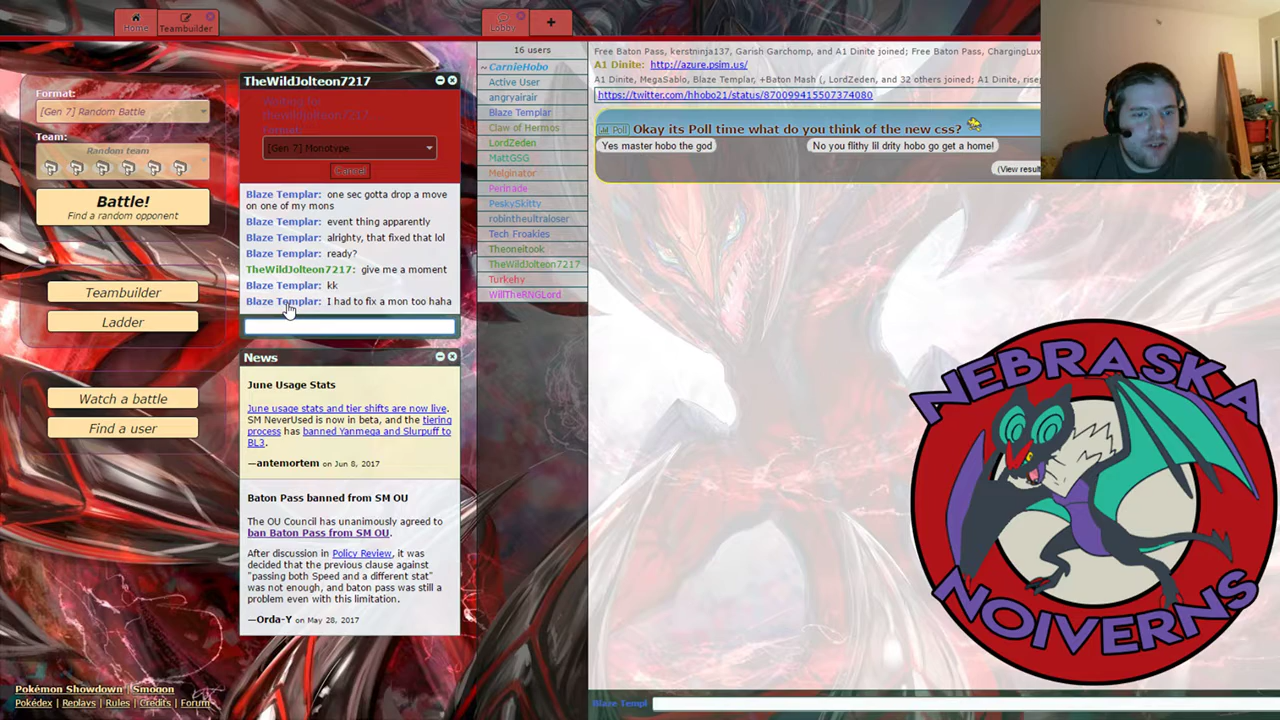 Home
Teambuilder
Lobby
+
Format:
[Gen 7] Random Battle
Team:
Random team
Battle!
Find a random opponent
Teambuilder
Ladder
Watch a battle
Find a user
Pokémon Showdown | Smogon
Pokédex | Replays | Rules | Credits | Forum
TheWildJolteon7217
Waiting for
thewildjolteon7217
Format:
[Gen 7] Monotype
Cancel
Blaze Templar: one sec gotta drop a move
on one of my mons
Blaze Templar: event thing apparently
Blaze Templar: alrighty, that fixed that lol
Blaze Templar: ready?
TheWildJolteon7217: give me a moment
Blaze Templar: kk
Blaze Templar: I had to fix a mon too haha
News
June Usage Stats
June usage stats and tier shifts are now live.
SM NeverUsed is now in beta, and the tiering
process has banned Yanmega and Slurpuff to
BL3.
—antemortem on Jun 8, 2017
Baton Pass banned from SM OU
The OU Council has unanimously agreed to
ban Baton Pass from SM OU.
After discussion in Policy Review, it was
decided that the previous clause against
"passing both Speed and a different stat"
was not enough, and baton pass was still a
problem even with this limitation.
—Orda-Y on May 28, 2017
16 users
~CarnieHobo
Active User
angryairair
Blaze Templar
Claw of Hermos
LordZeden
MattGSG
Melginator
Perinade
PeskySkitty
robintheultraioser
Tech Froakies
Theoneitook
TheWildJolteon7217
Turkehy
WillTheRNGLord
Free Baton Pass, kerstninja137, Garish Garchomp, and A1 Dinite joined; Free Baton Pass, ChargingLux
A1 Dinite: http://azure.psim.us/
A1 Dinite, MegaSablo, Blaze Templar, +Baton Mash (, LordZeden, and 32 others joined; A1 Dinite, rise
https://twitter.com/hhobo21/status/870099415507374080
Poll Okay its Poll time what do you think of the new css?
Yes master hobo the god
No you flithy lil drity hobo go get a home!
(View result
NEBRASKA
NOIVERNS
Blaze Templ